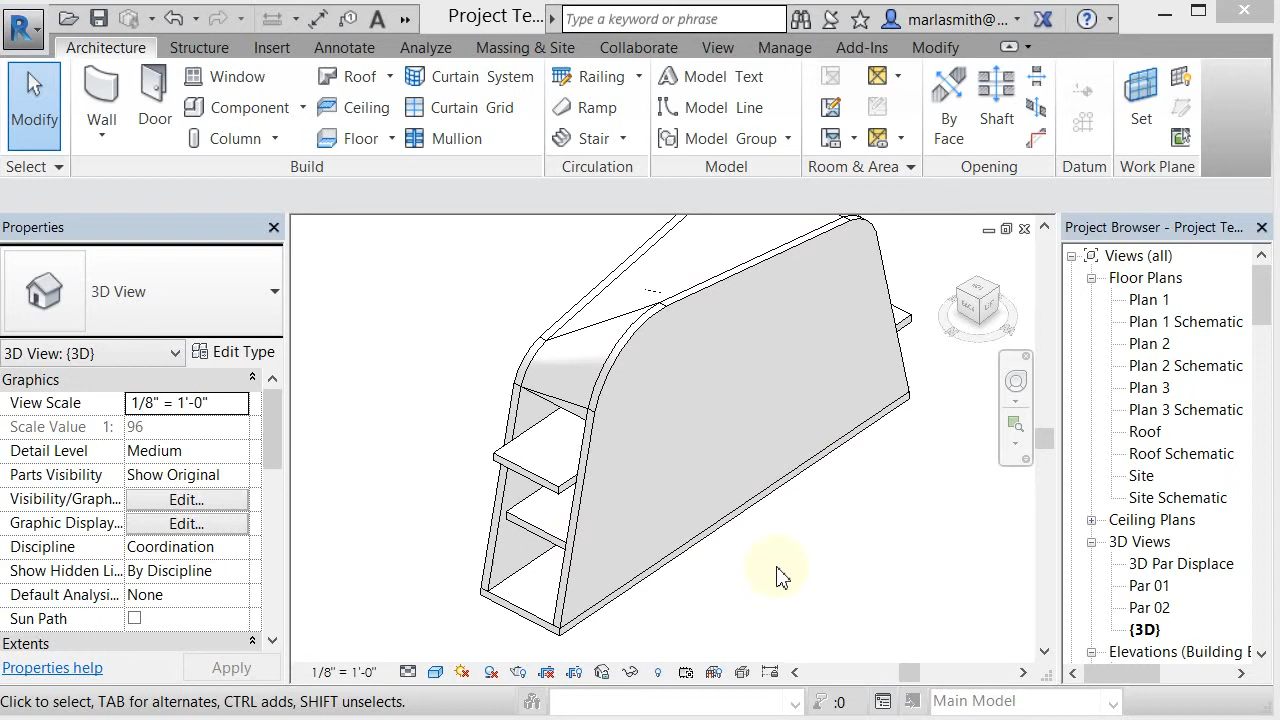 Project Te...
Type a keyword or phrase
marlasmith@...
Architecture Structure Insert Annotate Analyze Massing & Site Collaborate View Manage Add-Ins Modify
Modify
Wall
Door
Window
Component
Column
Roof
Ceiling
Floor
Curtain System
Curtain Grid
Mullion
Railing
Ramp
Stair
Model Text
Model Line
Model Group
By
Face
Shaft
Set
Select
Build
Circulation
Model
Room & Area
Opening
Datum
Work Plane
Properties
3D View
3D View: {3D}
Edit Type
Graphics
View Scale 1/8" = 1'-0"
Scale Value 1: 96
Detail Level Medium
Parts Visibility Show Original
Visibility/Graph... Edit...
Graphic Display... Edit...
Discipline Coordination
Show Hidden Li... By Discipline
Default Analysi... None
Sun Path
Extents
Properties help
Apply
1/8" = 1'-0"
Project Browser - Project Te...
Views (all)
Floor Plans
Plan 1
Plan 1 Schematic
Plan 2
Plan 2 Schematic
Plan 3
Plan 3 Schematic
Roof
Roof Schematic
Site
Site Schematic
Ceiling Plans
3D Views
3D Par Displace
Par 01
Par 02
{3D}
Elevations (Building E
Click to select, TAB for alternates, CTRL adds, SHIFT unselects.
:0
Main Model